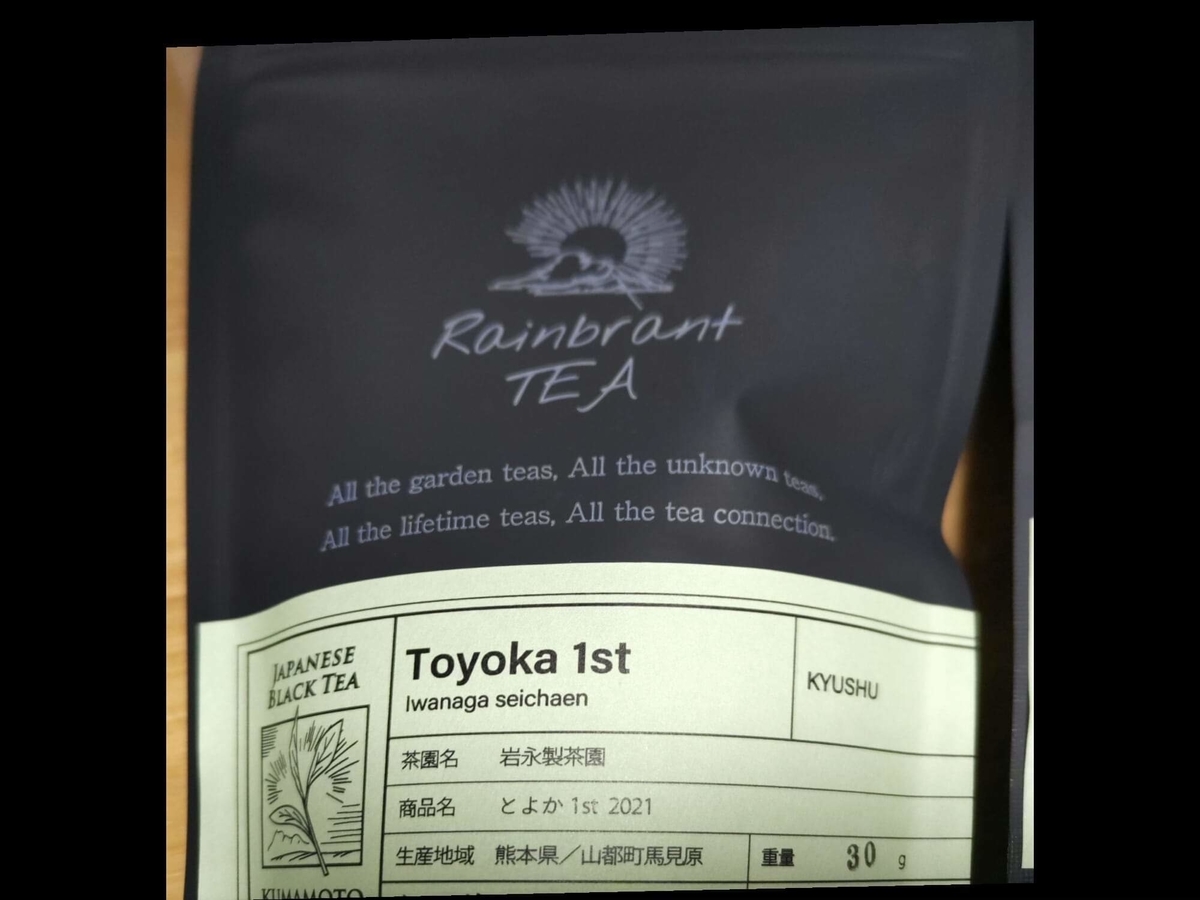 Rainbrant
TEA
All the garden teas, All the unknown teas,
All the lifetime teas, All the tea connection.
JAPANESE
BLACK TEA
Toyoka 1st
Iwanaga seichaen
KYUSHU
茶園名 岩永製茶園
商品名 とよか 1st 2021
生産地域 熊本県／山都町馬見原 重量 30 g
KUMAMOTO